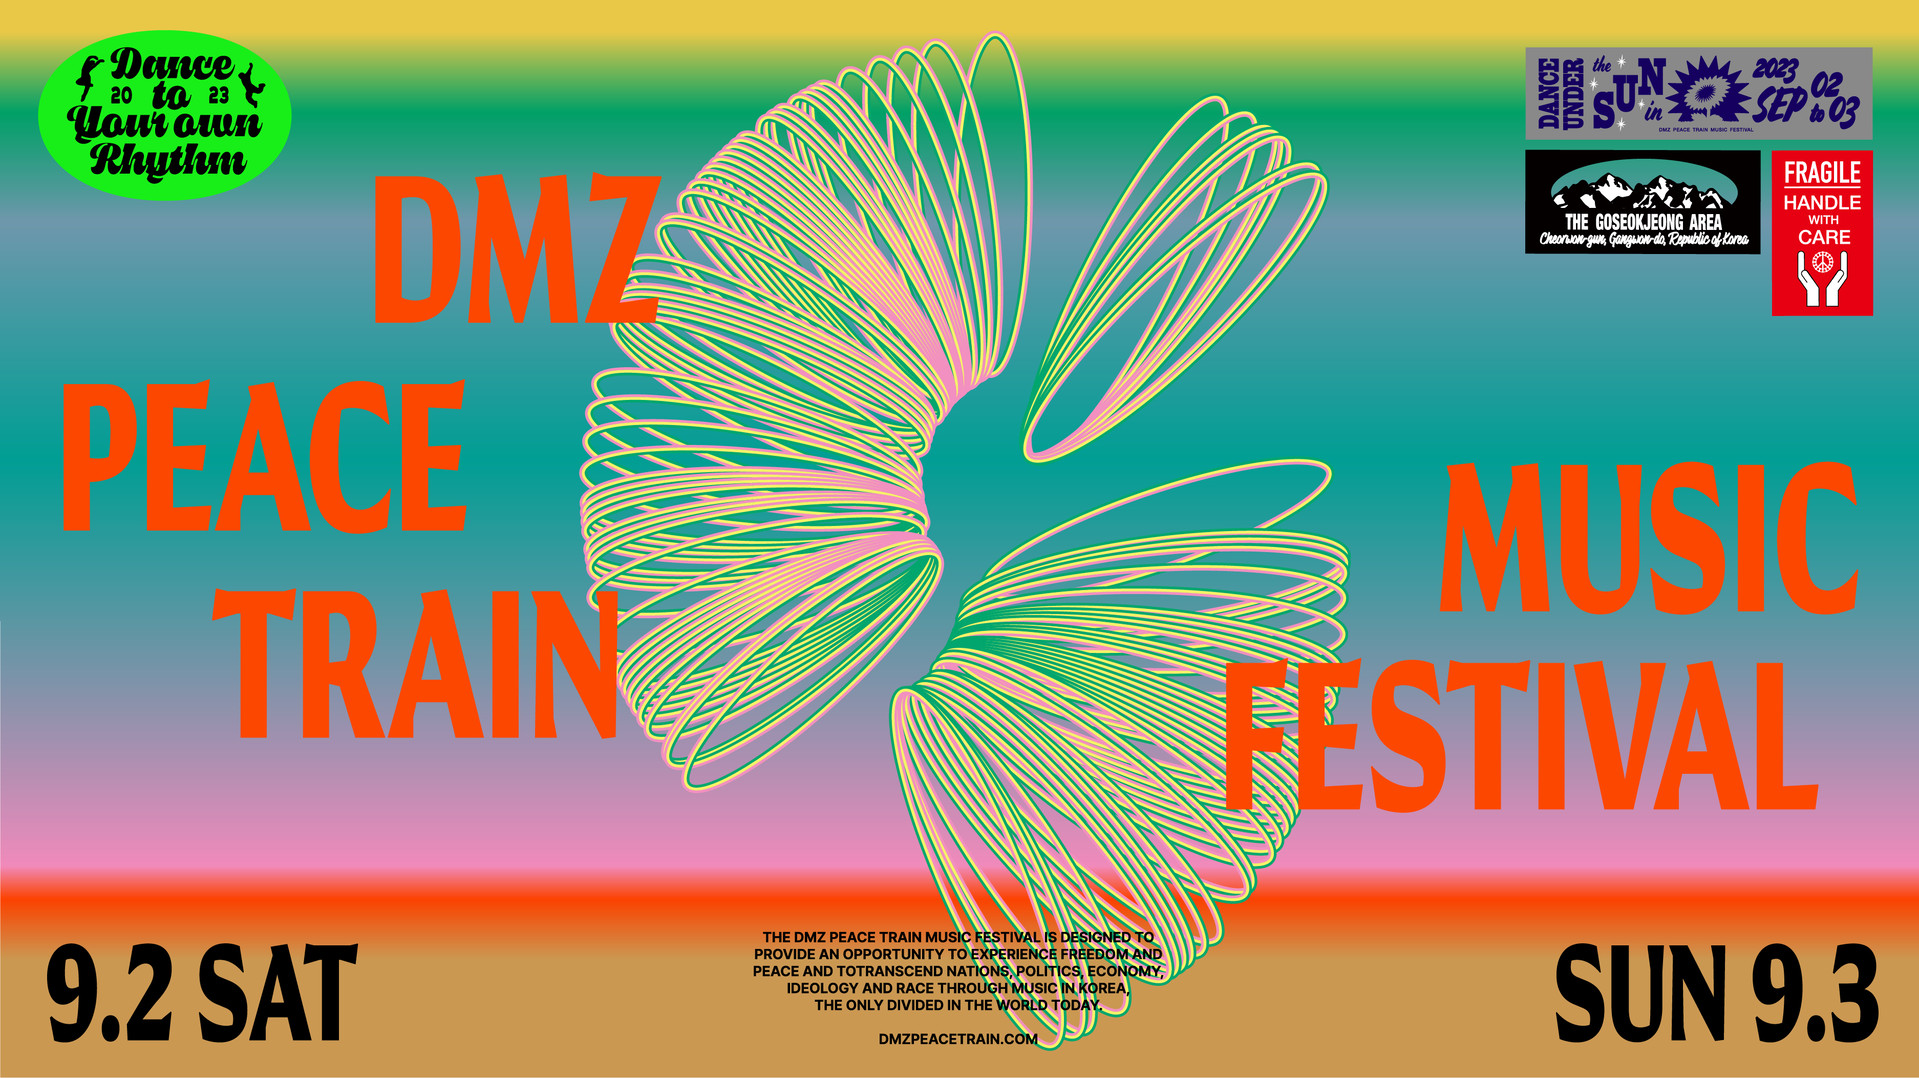 Dance
20 to 23
Your own
Rhythm
DANCE
UNDER
the
SUN
in
2023
SEP 02
to 03
DMZ PEACE TRAIN MUSIC FESTIVAL
THE GOSEOKJEONG AREA
Cheorwon-gun, Gangwon-do, Republic of Korea
FRAGILE
HANDLE
WITH
CARE
DMZ
PEACE
TRAIN
MUSIC
FESTIVAL
9.2 SAT
THE DMZ PEACE TRAIN MUSIC FESTIVAL IS DESIGNED TO
PROVIDE AN OPPORTUNITY TO EXPERIENCE FREEDOM AND
PEACE AND TOTRANSCEND NATIONS, POLITICS, ECONOMY,
IDEOLOGY AND RACE THROUGH MUSIC IN KOREA,
THE ONLY DIVIDED IN THE WORLD TODAY.
DMZPEACETRAIN.COM
SUN 9.3